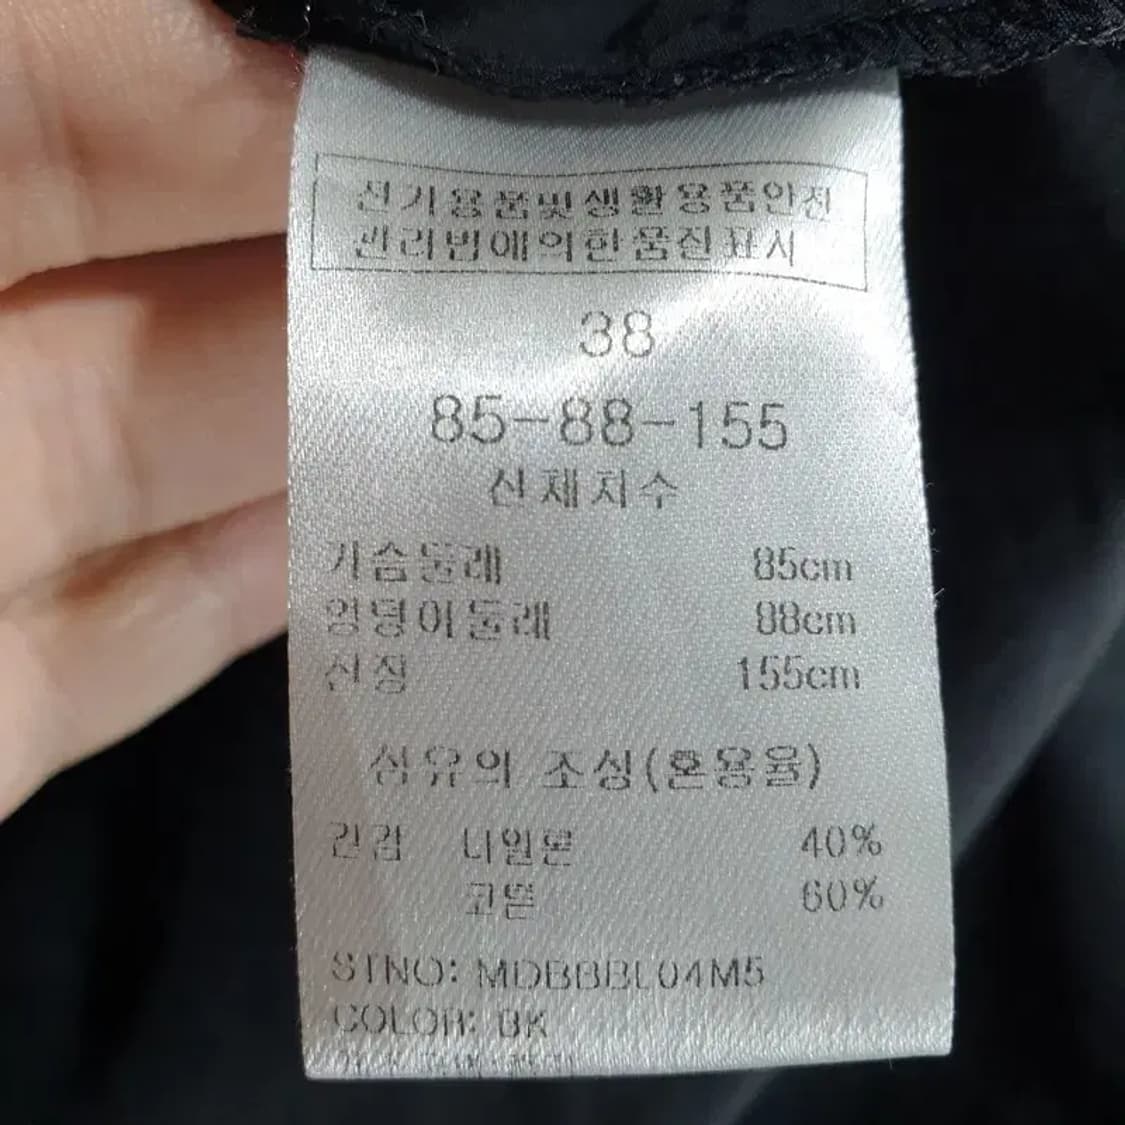 전기용품및생활용품안전
관리법에의한품질표시
38
85-88-155
신체치수
가슴둘레 85cm
엉덩이둘레 88cm
신장 155cm
섬유의 조성(혼용율)
겉감 나일론 40%
코튼 60%
STNO: MDBBBL04M5
COLOR: BK